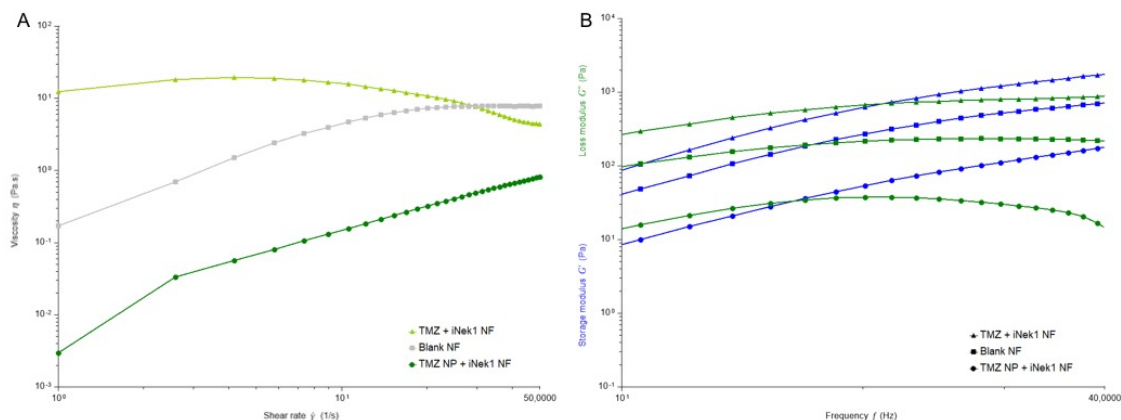 A
10²
10¹
10⁰
10⁻¹
10⁻²
10⁻³
Viscosity η (Pa.s)
TMZ + iNek1 NF
Blank NF
TMZ NP + iNek1 NF
10⁰
10¹
50,0000
Shear rate γ̇ (1/s)
B
10⁴
10³
10²
10¹
10⁰
10⁻¹
Loss modulus G'' (Pa)
Storage modulus G' (Pa)
TMZ + iNek1 NF
Blank NF
TMZ NP + iNek1 NF
10¹
40,0000
Frequency f (Hz)